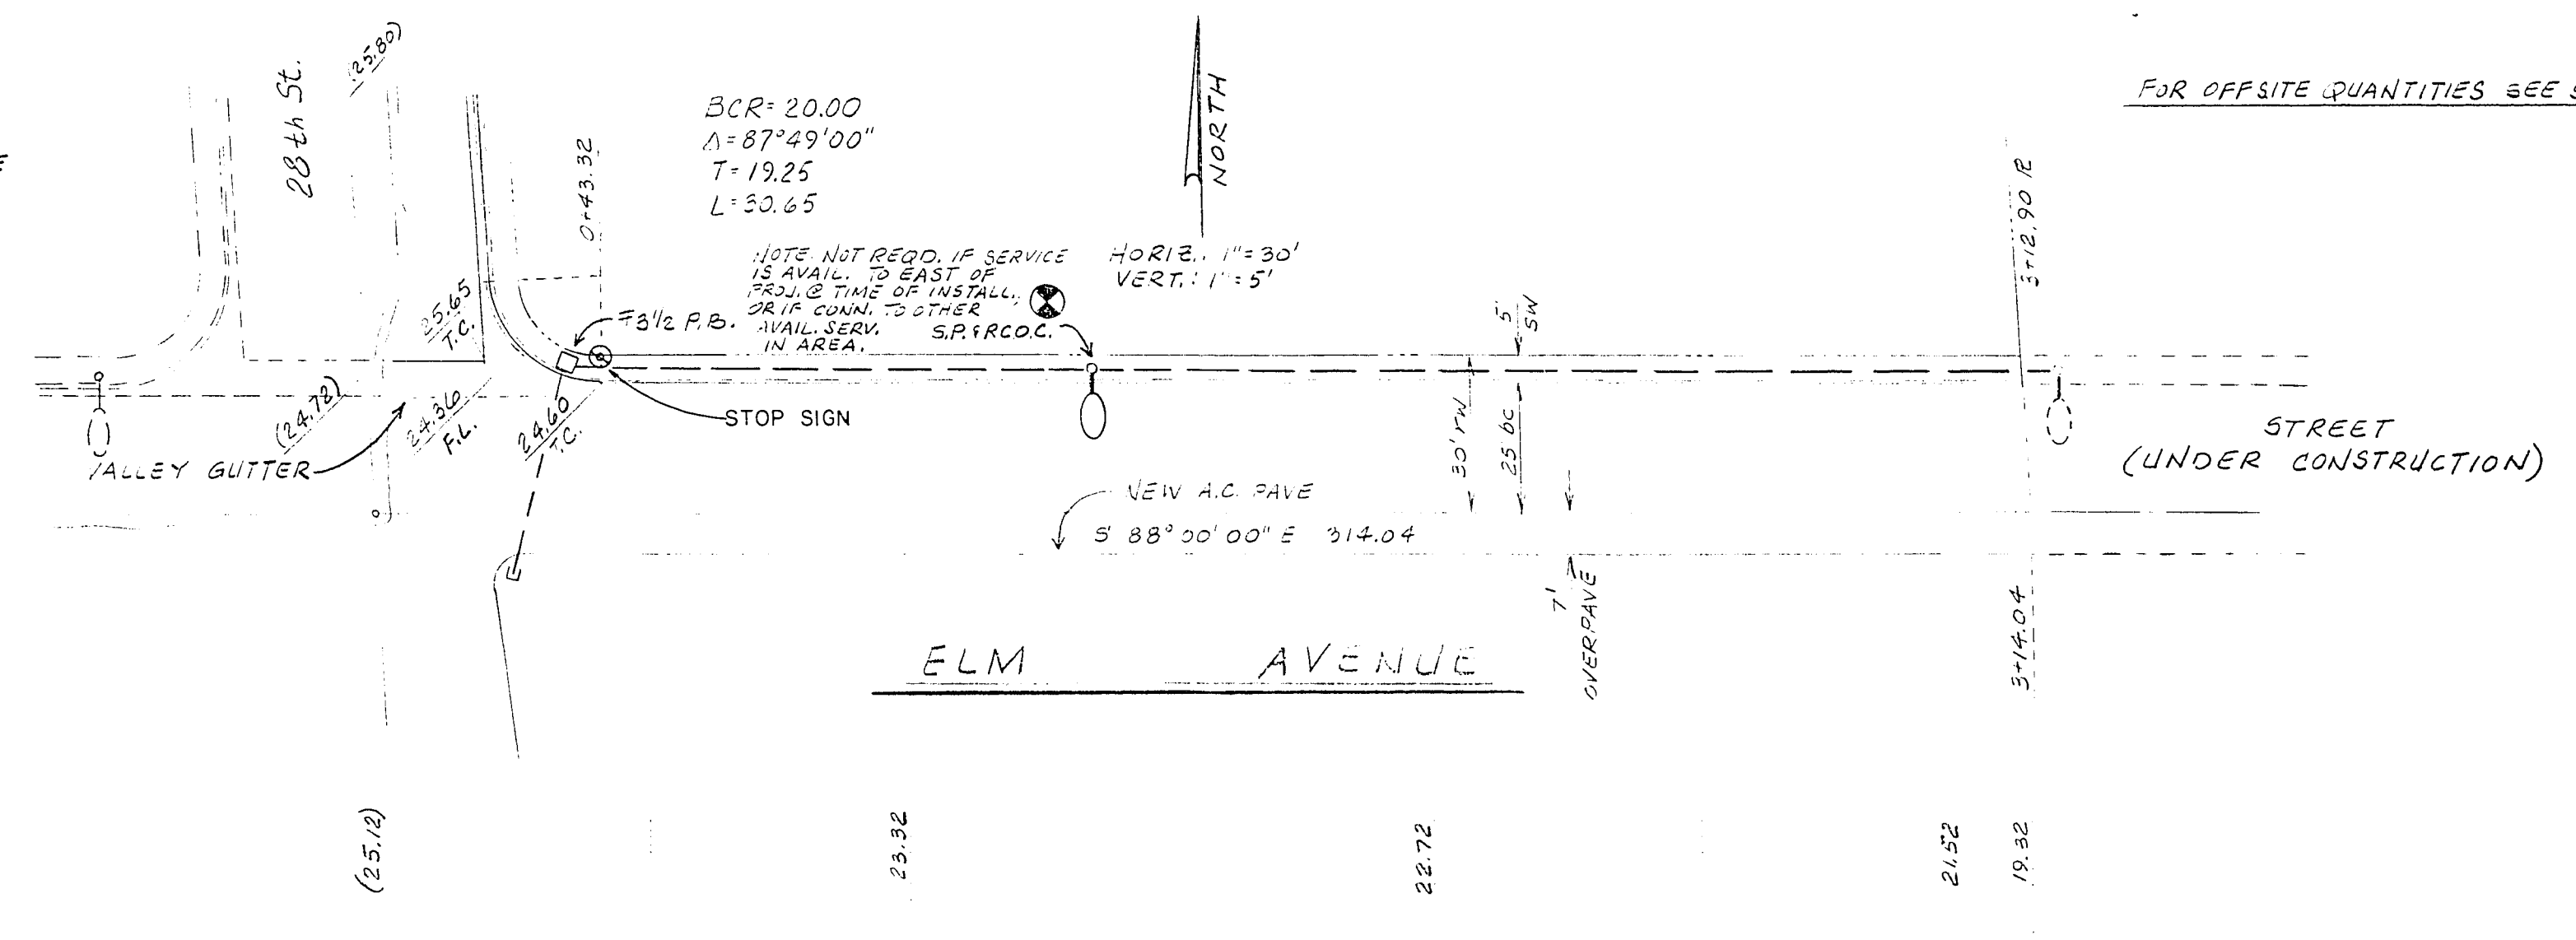 28th St.
(25.80)
BCR= 20.00
Δ=87°49'00"
T=19.25
L=30.65
0+43.32
NORTH
FOR OFFSITE QUANTITIES SEE
3+12.90 R
NOTE: NOT REQD. IF SERVICE
IS AVAIL. TO EAST OF
PROJ. @ TIME OF INSTALL.,
OR IF CONN. TO OTHER
AVAIL. SERV.
IN AREA.
HORIZ.: 1"=30'
VERT.: 1"=5'
S.P. & RCO.C.
3 1/2 P.B.
25.65
T.C.
5'
SW
(24.78)
24.36
F.L.
24.60
T.C.
STOP SIGN
VALLEY GUTTER
30' rw
25' bc
STREET
(UNDER CONSTRUCTION)
NEW A.C. PAVE
S 88°00'00" E 314.04
7'
OVERPAVE
3+14.04
ELM AVENUE
(25.12)
23.32
22.72
21.52
19.32